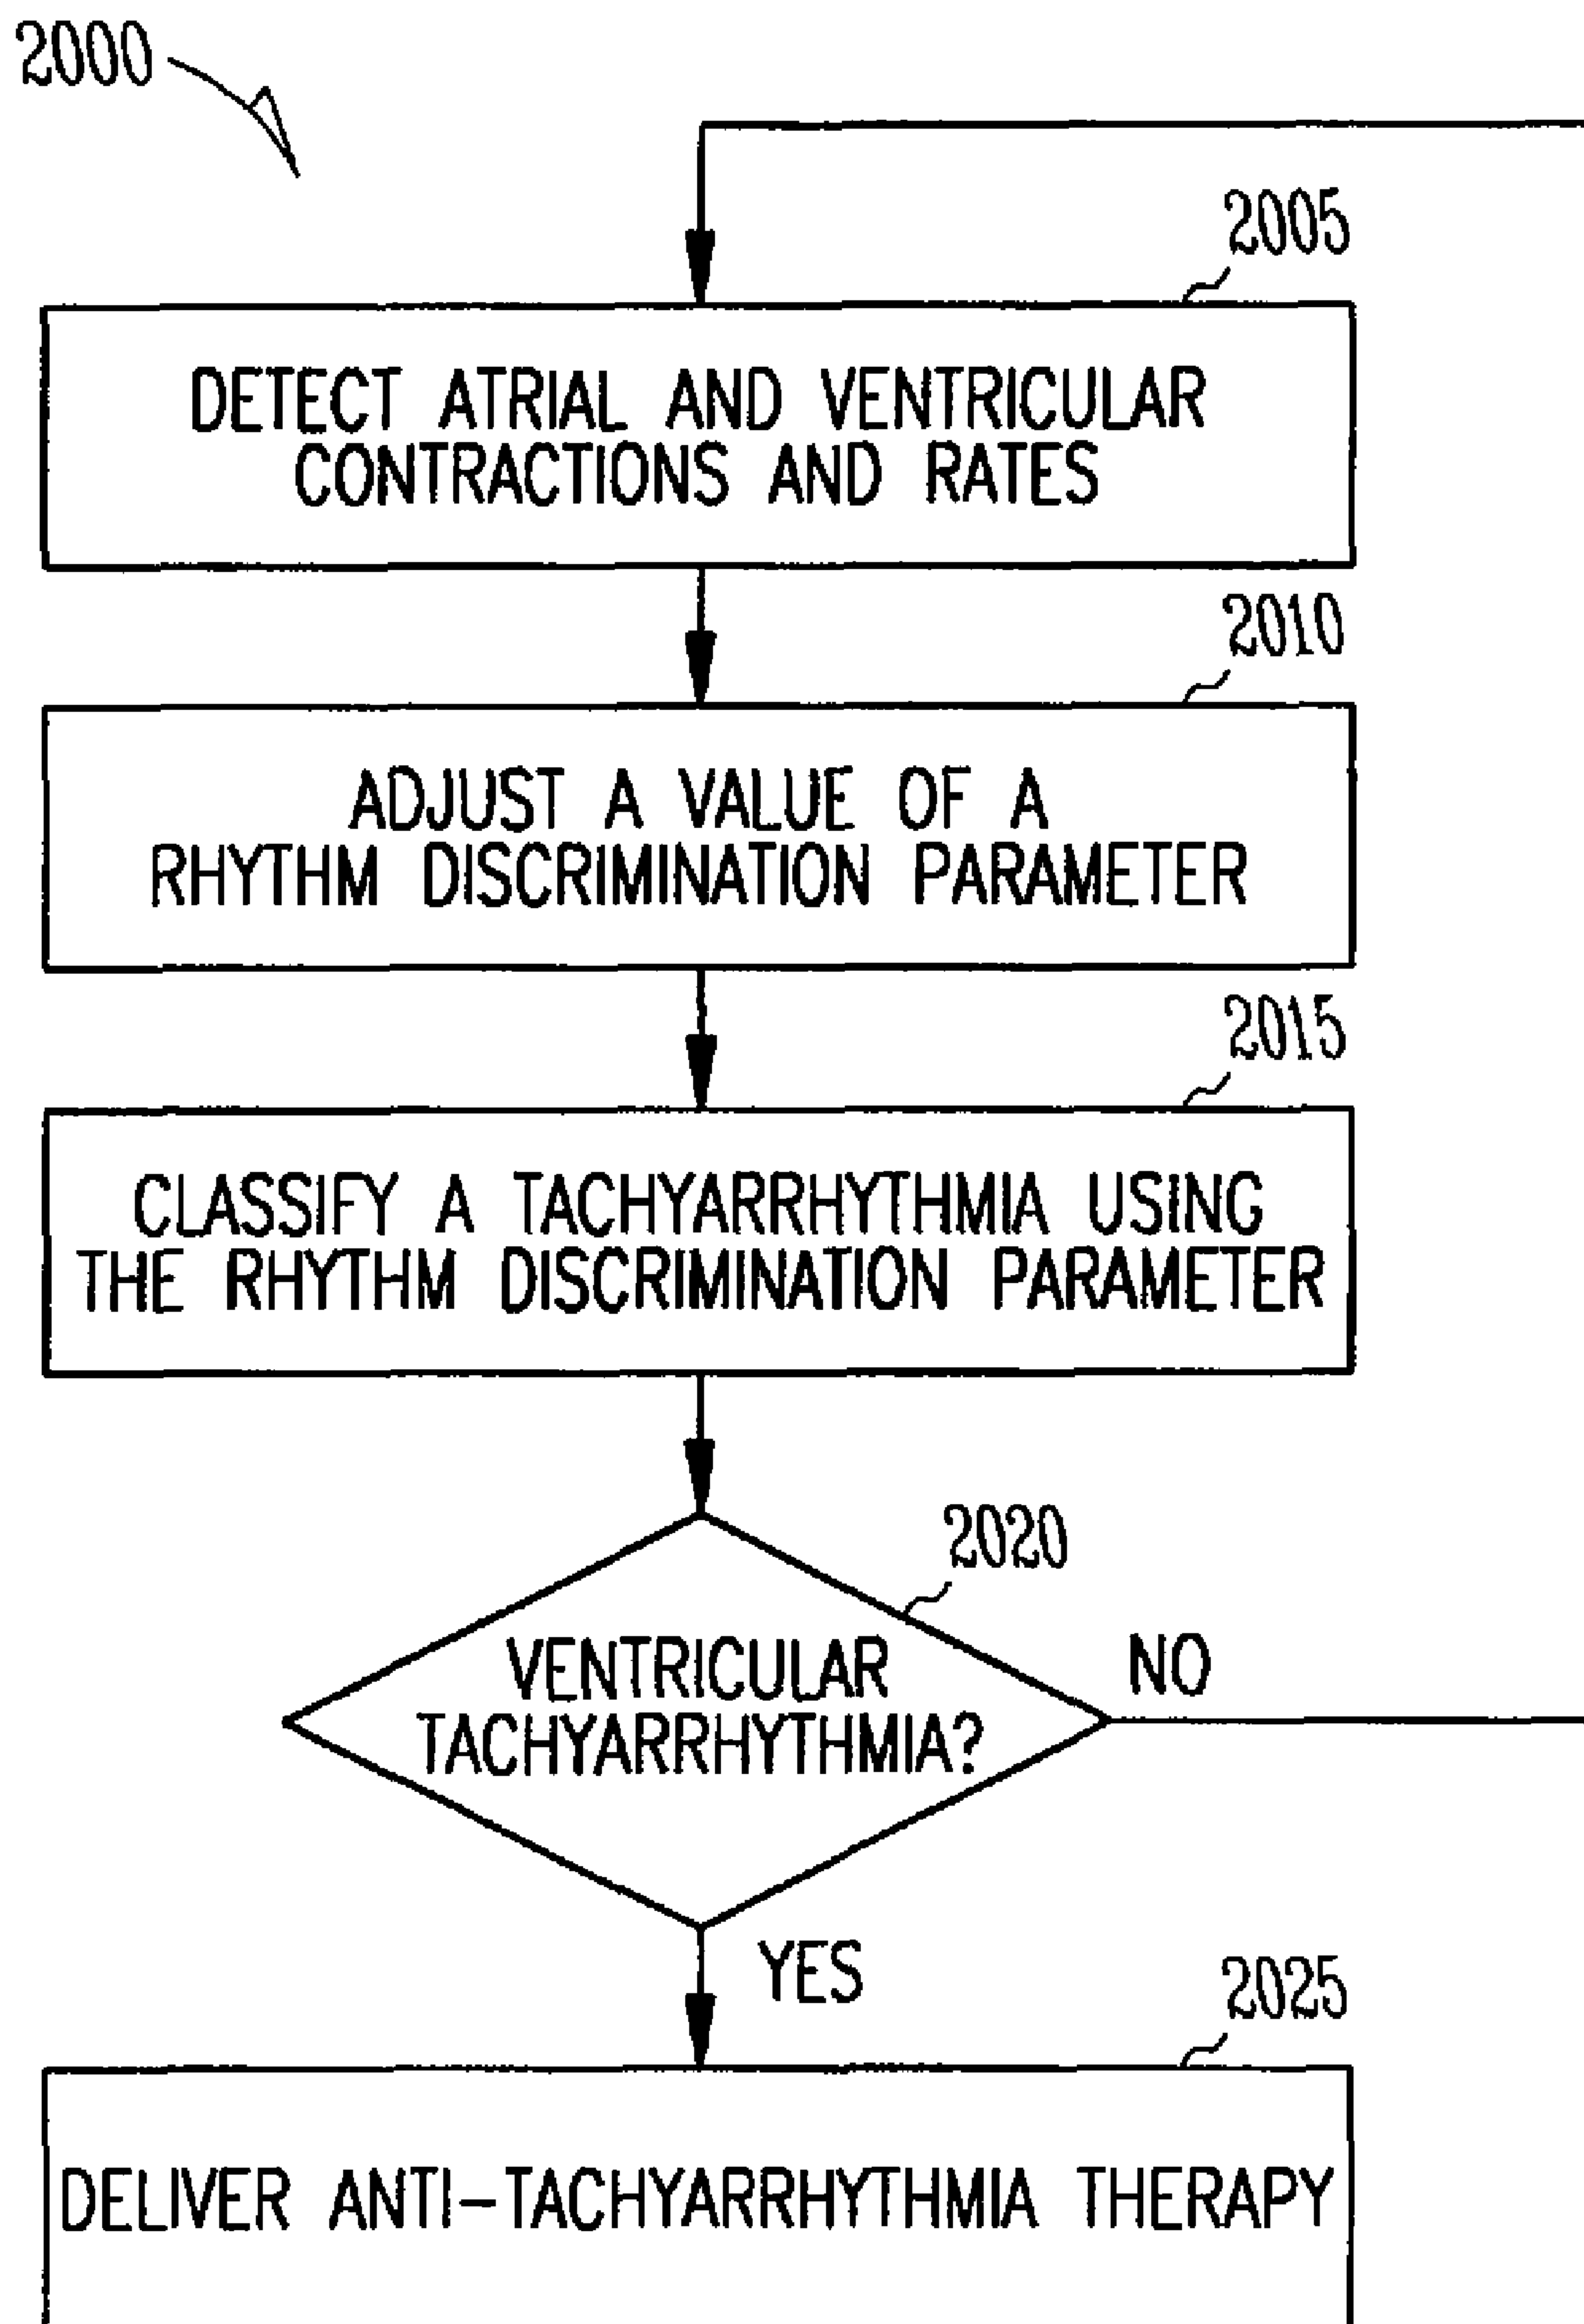 2000
2005
DETECT ATRIAL AND VENTRICULAR
CONTRACTIONS AND RATES
2010
ADJUST A VALUE OF A
RHYTHM DISCRIMINATION PARAMETER
2015
CLASSIFY A TACHYARRHYTHMIA USING
THE RHYTHM DISCRIMINATION PARAMETER
2020
VENTRICULAR
TACHYARRHYTHMIA?
NO
YES
2025
DELIVER ANTI-TACHYARRHYTHMIA THERAPY